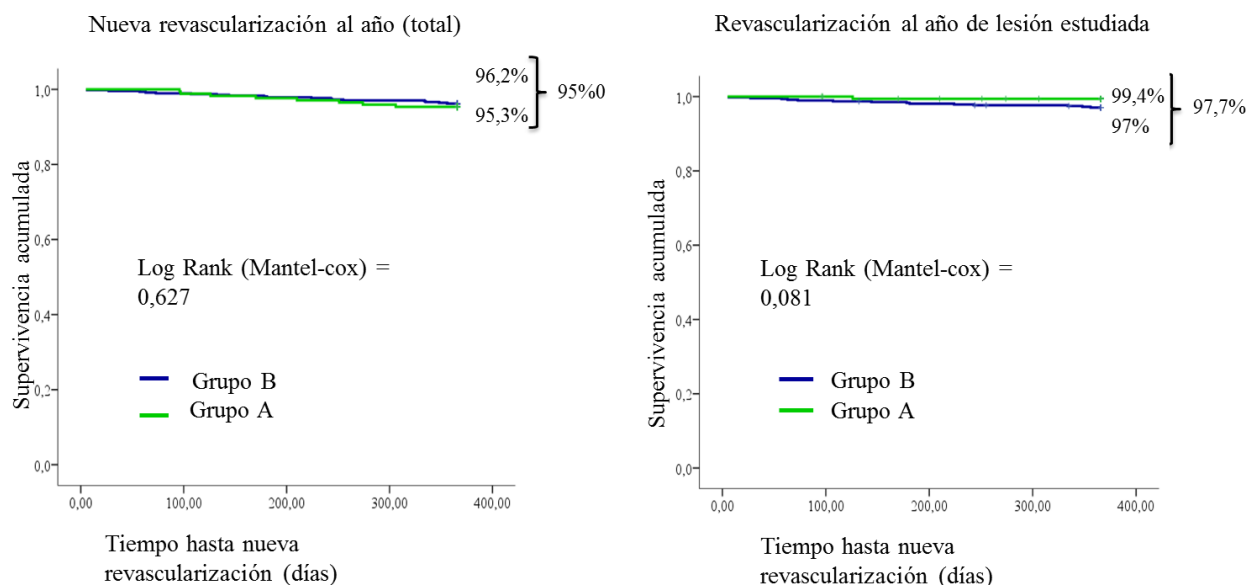 Nueva revascularización al año (total)
96,2%
95,3%
95%0
1,0
0,8
0,6
0,4
0,2
0,0
Supervivencia acumulada
Log Rank (Mantel-cox) =
0,627
Grupo B
Grupo A
0,00 100,00 200,00 300,00 400,00
Tiempo hasta nueva
revascularización (días)
Revascularización al año de lesión estudiada
99,4%
97%
97,7%
1,0
0,8
0,6
0,4
0,2
0,0
Supervivencia acumulada
Log Rank (Mantel-cox) =
0,081
Grupo B
Grupo A
0,00 100,00 200,00 300,00 400,00
Tiempo hasta nueva
revascularización (días)